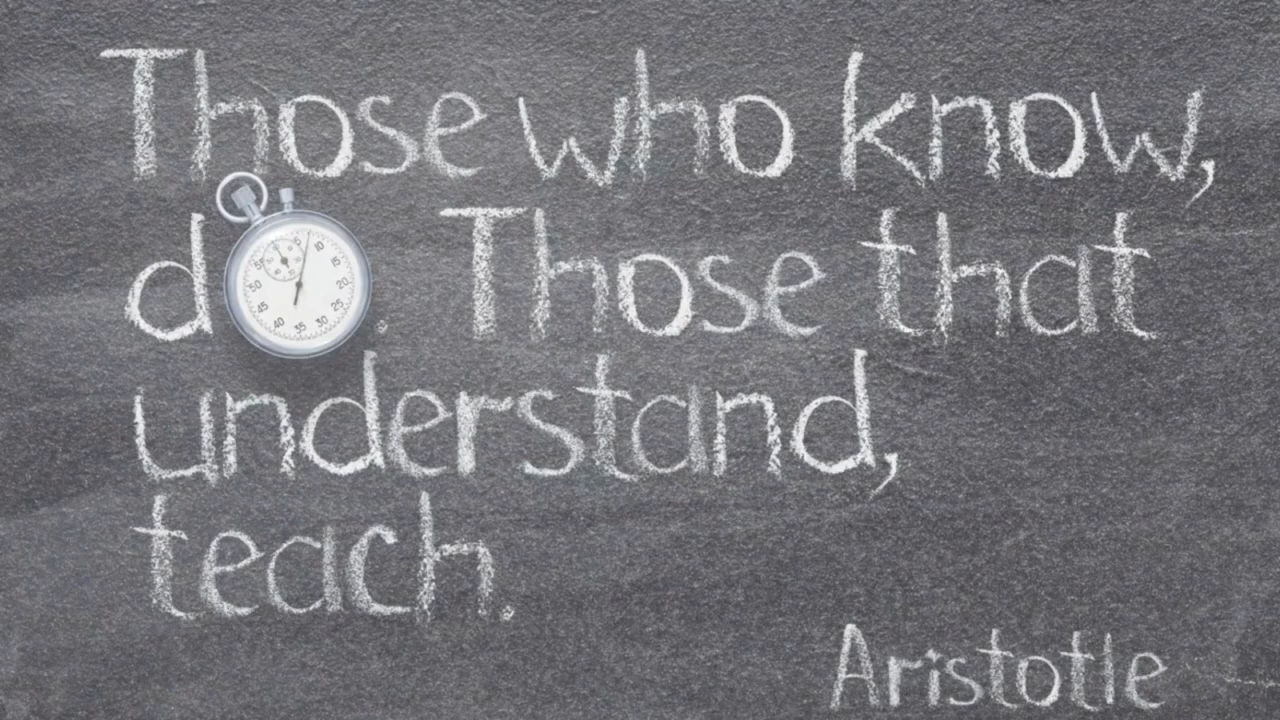 Those who know,
do. Those that
understand,
teach.
Aristotle